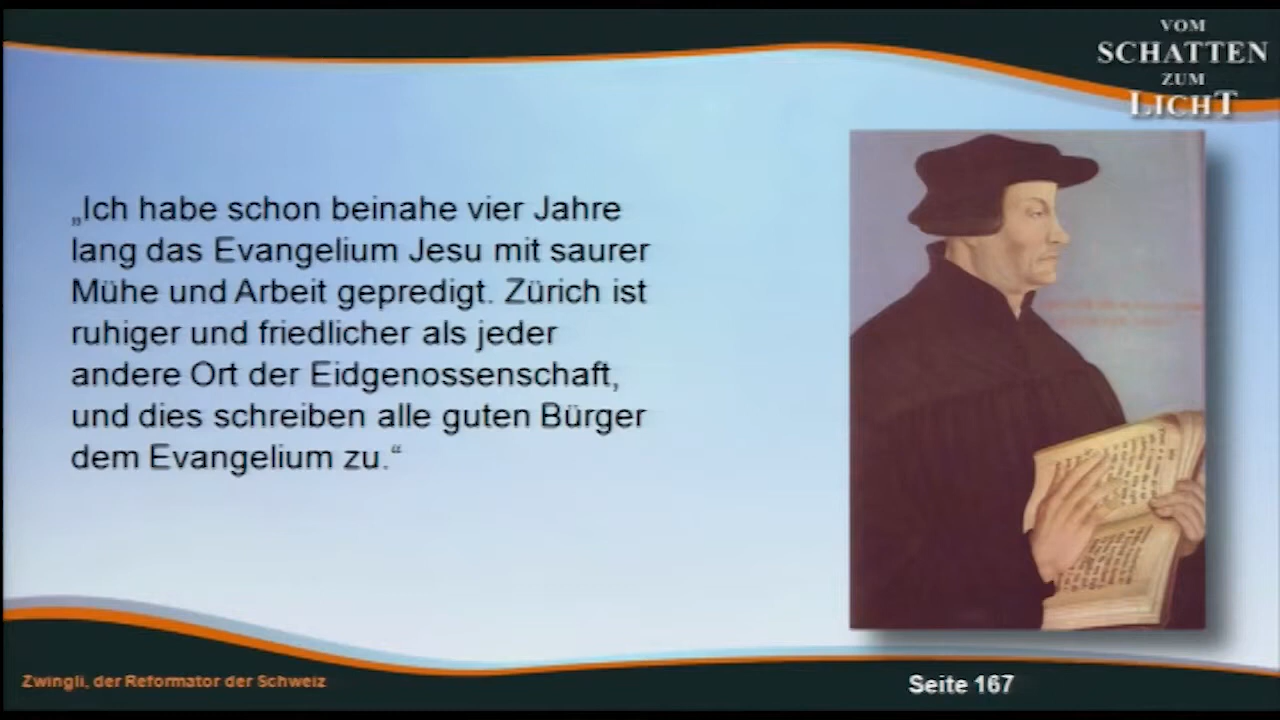 VOM
SCHATTEN
ZUM
LICHT
„Ich habe schon beinahe vier Jahre
lang das Evangelium Jesu mit saurer
Mühe und Arbeit gepredigt. Zürich ist
ruhiger und friedlicher als jeder
andere Ort der Eidgenossenschaft,
und dies schreiben alle guten Bürger
dem Evangelium zu.“
Zwingli, der Reformator der Schweiz
Seite 167